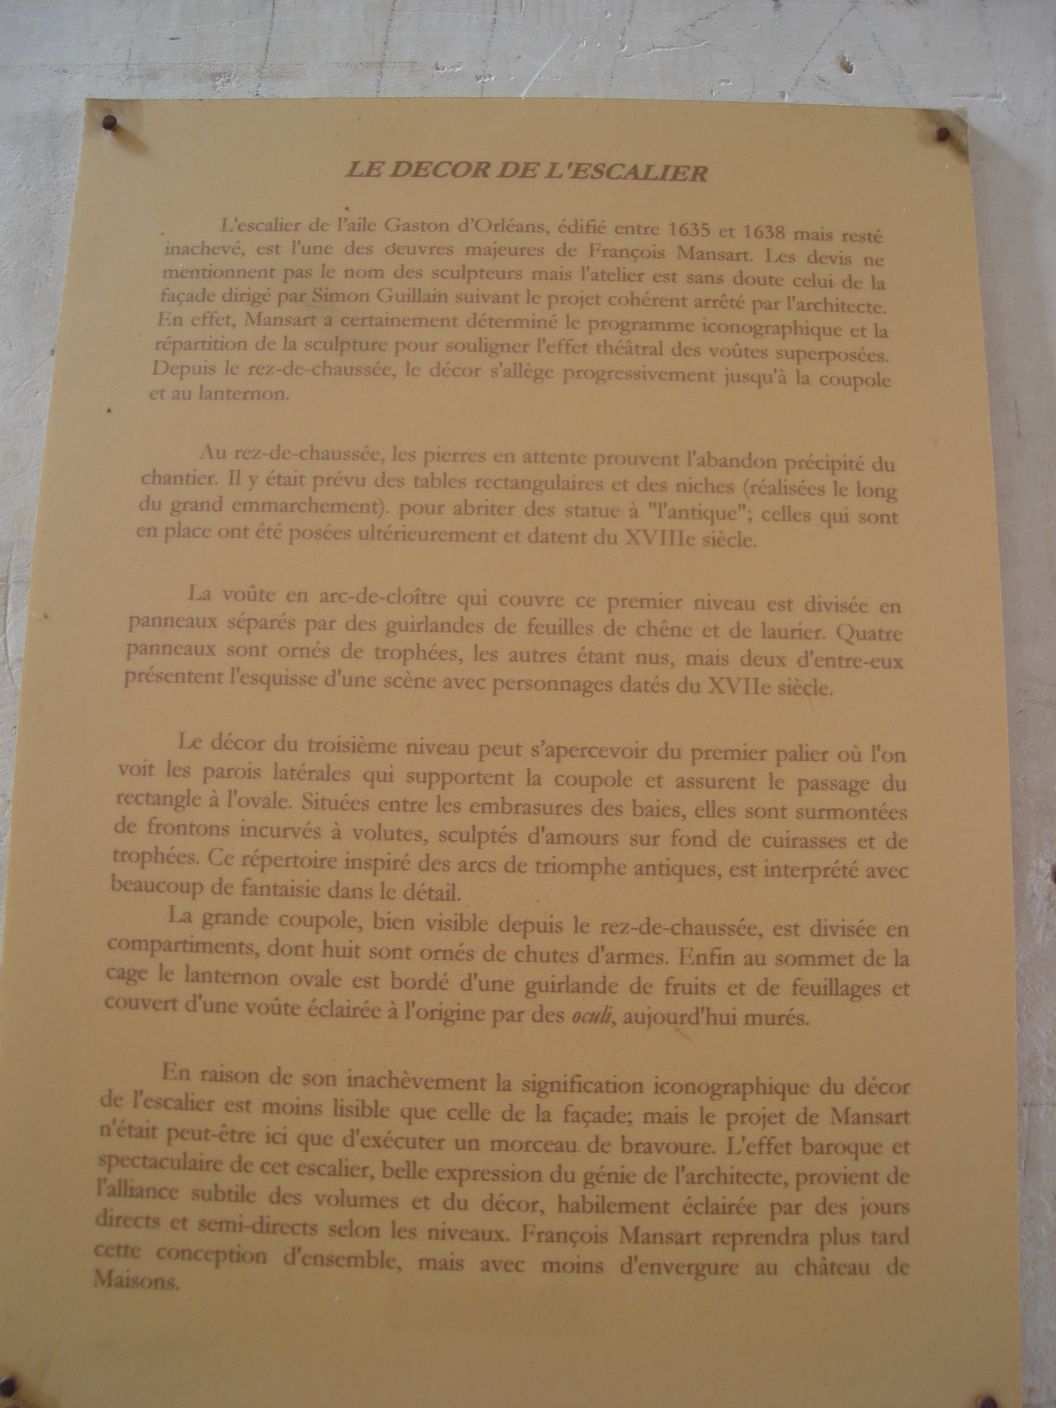 LE DECOR DE L'ESCALIER
L'escalier de l'aile Gaston d'Orléans, édifié entre 1635 et 1638 mais resté
inachevé, est l'une des oeuvres majeures de François Mansart. Les devis ne
mentionnent pas le nom des sculpteurs mais l'atelier est sans doute celui de la
façade dirigé par Simon Guillain suivant le projet cohérent arrêté par l'architecte.
En effet, Mansart a certainement déterminé le programme iconographique et la
répartition de la sculpture pour souligner l'effet théâtral des voûtes superposées.
Depuis le rez-de-chaussée, le décor s'allège progressivement jusqu'à la coupole
et au lanternon.
Au rez-de-chaussée, les pierres en attente prouvent l'abandon précipité du
chantier. Il y était prévu des tables rectangulaires et des niches (réalisées le long
du grand emmarchement). pour abriter des statue à "l'antique"; celles qui sont
en place ont été posées ultérieurement et datent du XVIIIe siècle.
La voûte en arc-de-cloître qui couvre ce premier niveau est divisée en
panneaux séparés par des guirlandes de feuilles de chêne et de laurier. Quatre
panneaux sont ornés de trophées, les autres étant nus, mais deux d'entre-eux
présentent l'esquisse d'une scène avec personnages datés du XVIIe siècle.
Le décor du troisième niveau peut s'apercevoir du premier palier où l'on
voit les parois latérales qui supportent la coupole et assurent le passage du
rectangle à l'ovale. Situées entre les embrasures des baies, elles sont surmontées
de frontons incurvés à volutes, sculptés d'amours sur fond de cuirasses et de
trophées. Ce répertoire inspiré des arcs de triomphe antiques, est interprété avec
beaucoup de fantaisie dans le détail.
La grande coupole, bien visible depuis le rez-de-chaussée, est divisée en
compartiments, dont huit sont ornés de chutes d'armes. Enfin au sommet de la
cage le lanternon ovale est bordé d'une guirlande de fruits et de feuillages et
couvert d'une voûte éclairée à l'origine par des oculi, aujourd'hui murés.
En raison de son inachèvement la signification iconographique du décor
de l'escalier est moins lisible que celle de la façade; mais le projet de Mansart
n'était peut-être ici que d'exécuter un morceau de bravoure. L'effet baroque et
spectaculaire de cet escalier, belle expression du génie de l'architecte, provient de
l'alliance subtile des volumes et du décor, habilement éclairée par des jours
directs et semi-directs selon les niveaux. François Mansart reprendra plus tard
cette conception d'ensemble, mais avec moins d'envergure au château de
Maisons.